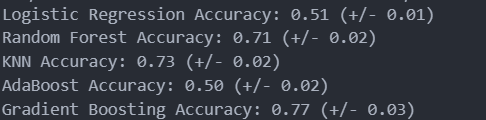 Logistic Regression Accuracy: 0.51 (+/- 0.01)
Random Forest Accuracy: 0.71 (+/- 0.02)
KNN Accuracy: 0.73 (+/- 0.02)
AdaBoost Accuracy: 0.50 (+/- 0.02)
Gradient Boosting Accuracy: 0.77 (+/- 0.03)